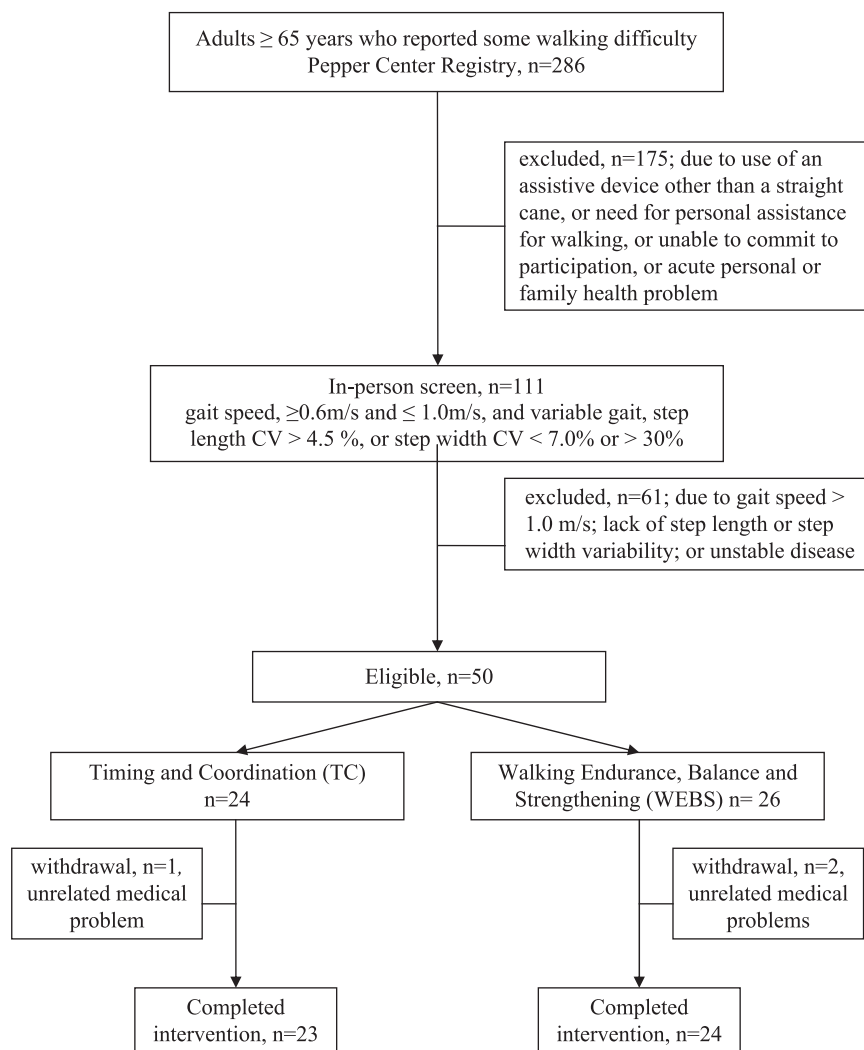 Adults ≥ 65 years who reported some walking difficulty
Pepper Center Registry, n=286
excluded, n=175; due to use of an
assistive device other than a straight
cane, or need for personal assistance
for walking, or unable to commit to
participation, or acute personal or
family health problem
In-person screen, n=111
gait speed, ≥0.6m/s and ≤ 1.0m/s, and variable gait, step
length CV > 4.5 %, or step width CV < 7.0% or > 30%
excluded, n=61; due to gait speed >
1.0 m/s; lack of step length or step
width variability; or unstable disease
Eligible, n=50
Timing and Coordination (TC)
n=24
Walking Endurance, Balance and
Strengthening (WEBS) n= 26
withdrawal, n=1,
unrelated medical
problem
withdrawal, n=2,
unrelated medical
problems
Completed
intervention, n=23
Completed
intervention, n=24